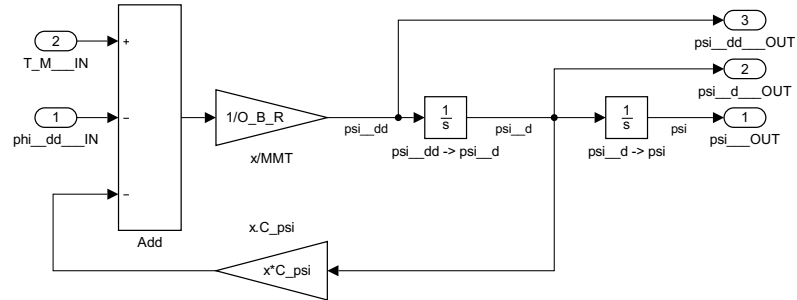 3
psi__dd___OUT
2
T_M___IN
+
2
psi__d___OUT
1
phi__dd___IN
−
1/O_B_R
x/MMT
psi__dd
1
s
psi__dd -> psi__d
psi__d
1
s
psi__d -> psi
psi
1
psi___OUT
−
Add
x.C_psi
x*C_psi